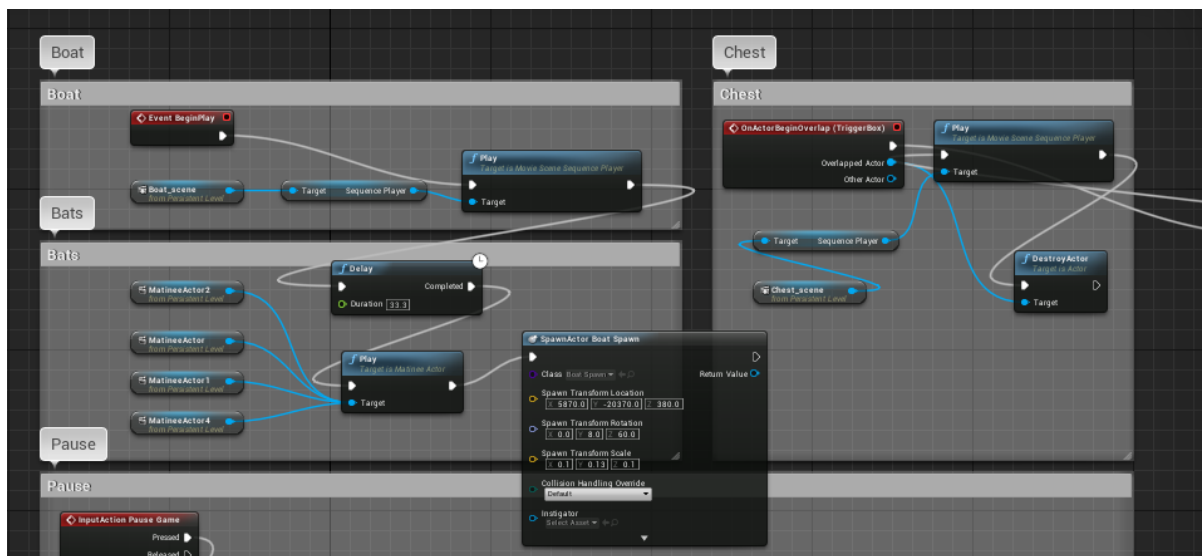 Boat
Boat
Event BeginPlay
Play
Target is Movie Scene Sequence Player
Target
Boat_scene
from Persistent Level
Target Sequence Player
Bats
Bats
Delay
Completed
Duration 33.3
MatineeActor2
from Persistent Level
MatineeActor
from Persistent Level
MatineeActor1
from Persistent Level
MatineeActor4
from Persistent Level
Play
Target is Matinee Actor
Target
SpawnActor Boat Spawn
Class Boat Spawn
Return Value
Spawn Transform Location
X 5870.0 Y -20370.0 Z 380.0
Spawn Transform Rotation
X 0.0 Y 8.0 Z 60.0
Spawn Transform Scale
X 0.1 Y 0.13 Z 0.1
Collision Handling Override
Default
Instigator
Select Asset
Chest
Chest
OnActorBeginOverlap (TriggerBox)
Overlapped Actor
Other Actor
Play
Target is Movie Scene Sequence Player
Target
Target Sequence Player
Chest_scene
from Persistent Level
DestroyActor
Target is Actor
Target
Pause
Pause
InputAction Pause Game
Pressed
Released